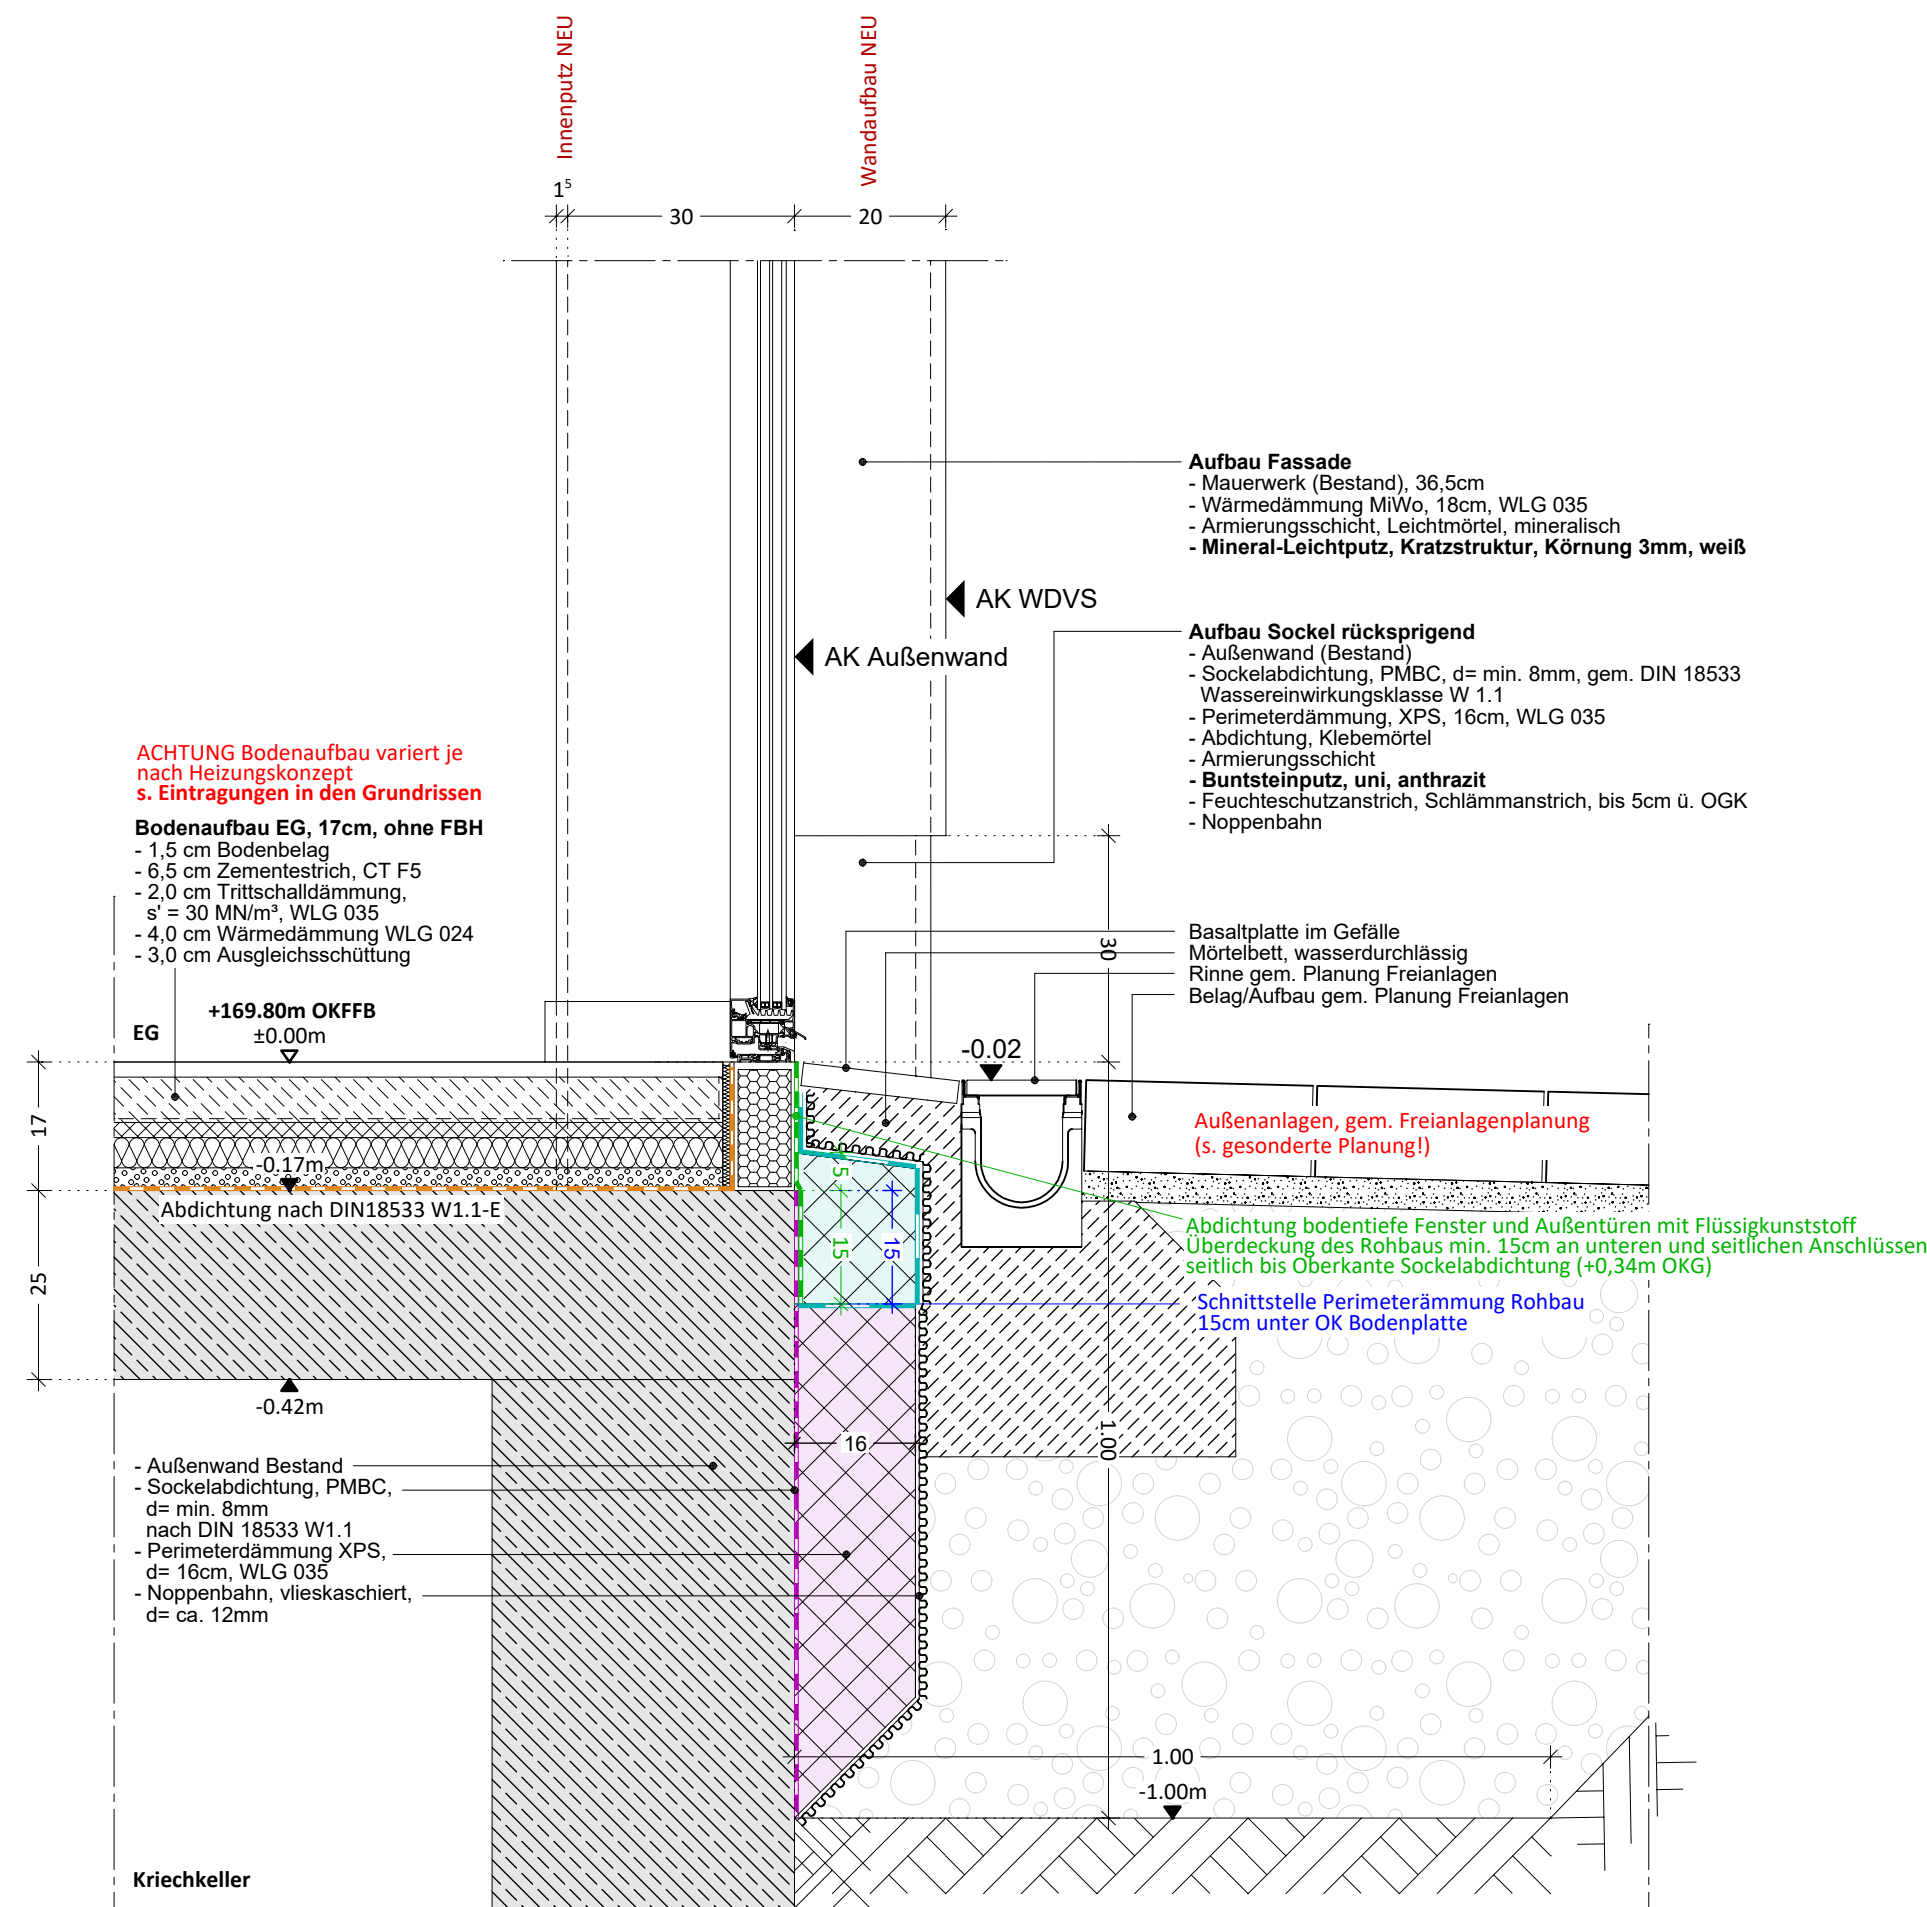 Innenputz NEU
Wandaufbau NEU
1⁵
30
20
Aufbau Fassade
- Mauerwerk (Bestand), 36,5cm
- Wärmedämmung MiWo, 18cm, WLG 035
- Armierungsschicht, Leichtmörtel, mineralisch
- Mineral-Leichtputz, Kratzstruktur, Körnung 3mm, weiß
AK WDVS
AK Außenwand
Aufbau Sockel rücksprigend
- Außenwand (Bestand)
- Sockelabdichtung, PMBC, d= min. 8mm, gem. DIN 18533
Wassereinwirkungsklasse W 1.1
- Perimeterdämmung, XPS, 16cm, WLG 035
- Abdichtung, Klebemörtel
- Armierungsschicht
- Buntsteinputz, uni, anthrazit
- Feuchteschutzanstrich, Schlämmanstrich, bis 5cm ü. OGK
- Noppenbahn
ACHTUNG Bodenaufbau variert je
nach Heizungskonzept
s. Eintragungen in den Grundrissen
Bodenaufbau EG, 17cm, ohne FBH
- 1,5 cm Bodenbelag
- 6,5 cm Zementestrich, CT F5
- 2,0 cm Trittschalldämmung,
s' = 30 MN/m³, WLG 035
- 4,0 cm Wärmedämmung WLG 024
- 3,0 cm Ausgleichsschüttung
30
Basaltplatte im Gefälle
Mörtelbett, wasserdurchlässig
Rinne gem. Planung Freianlagen
Belag/Aufbau gem. Planung Freianlagen
+169.80m OKFFB
EG
±0.00m
-0.02
17
Außenanlagen, gem. Freianlagenplanung
(s. gesonderte Planung!)
-0.17m
5
Abdichtung nach DIN18533 W1.1-E
15
15
Abdichtung bodentiefe Fenster und Außentüren mit Flüssigkunststoff
Überdeckung des Rohbaus min. 15cm an unteren und seitlichen Anschlüssen
seitlich bis Oberkante Sockelabdichtung (+0,34m OKG)
25
Schnittstelle Perimeterämmung Rohbau
15cm unter OK Bodenplatte
-0.42m
16
1.00
- Außenwand Bestand
- Sockelabdichtung, PMBC,
d= min. 8mm
nach DIN 18533 W1.1
- Perimeterdämmung XPS,
d= 16cm, WLG 035
- Noppenbahn, vlieskaschiert,
d= ca. 12mm
1.00
-1.00m
Kriechkeller